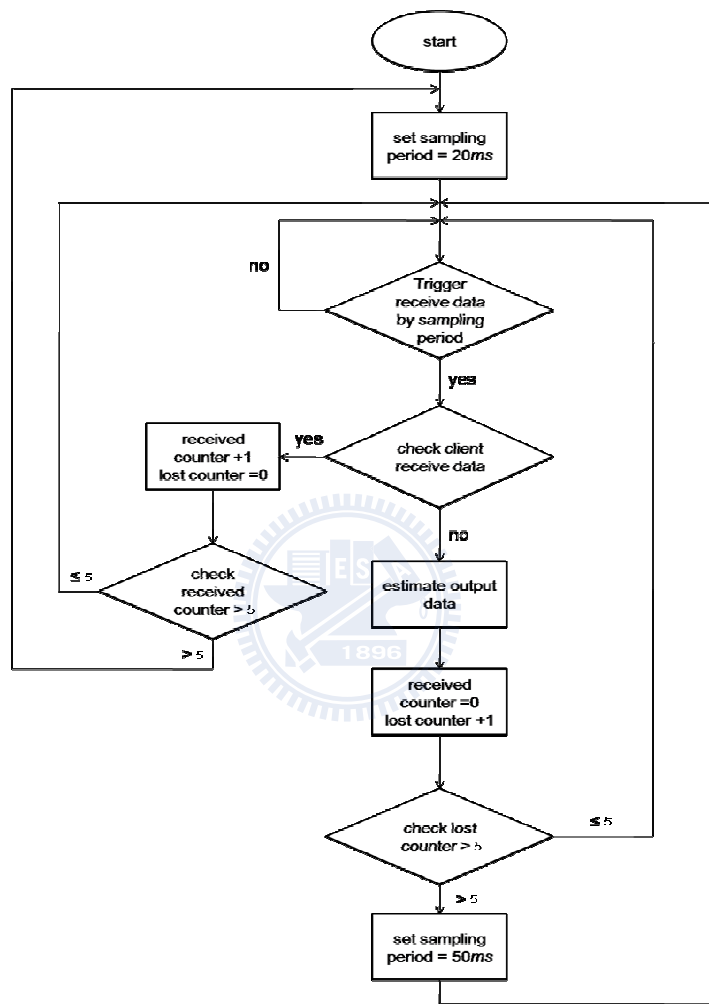 start
set sampling
period = 20ms
no
Trigger
receive data
by sampling
period
yes
received
counter +1
lost counter =0
yes
check client
receive data
no
≤ 5
check
received
counter > 5
> 5
estimate output
data
ES
1896
received
counter =0
lost counter +1
check lost
counter > 5
≤ 5
> 5
set sampling
period = 50ms